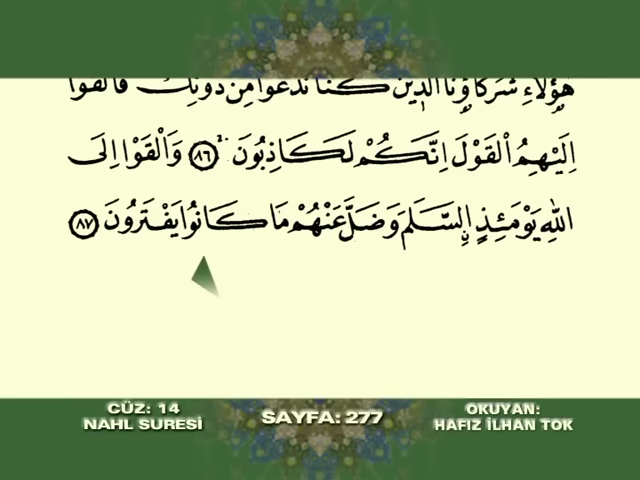 هٰٓؤُ۬لَٓاءِ شُرَكَٓاؤُ۬نَا الَّذ۪ينَ كُنَّا نَدْعُوا مِنْ دُونِكَۚ فَاَلْقَوْا
اِلَيْهِمُ الْقَوْلَ اِنَّكُمْ لَكَاذِبُونَۚ ﴿٨٦﴾ وَاَلْقَوْا اِلَى
اللّٰهِ يَوْمَئِذٍۨ السَّلَمَ وَضَلَّ عَنْهُمْ مَا كَانُوا يَفْتَرُونَ ﴿٨٧﴾
CÜZ: 14
NAHL SURESİ
SAYFA: 277
OKUYAN:
HAFIZ İLHAN TOK